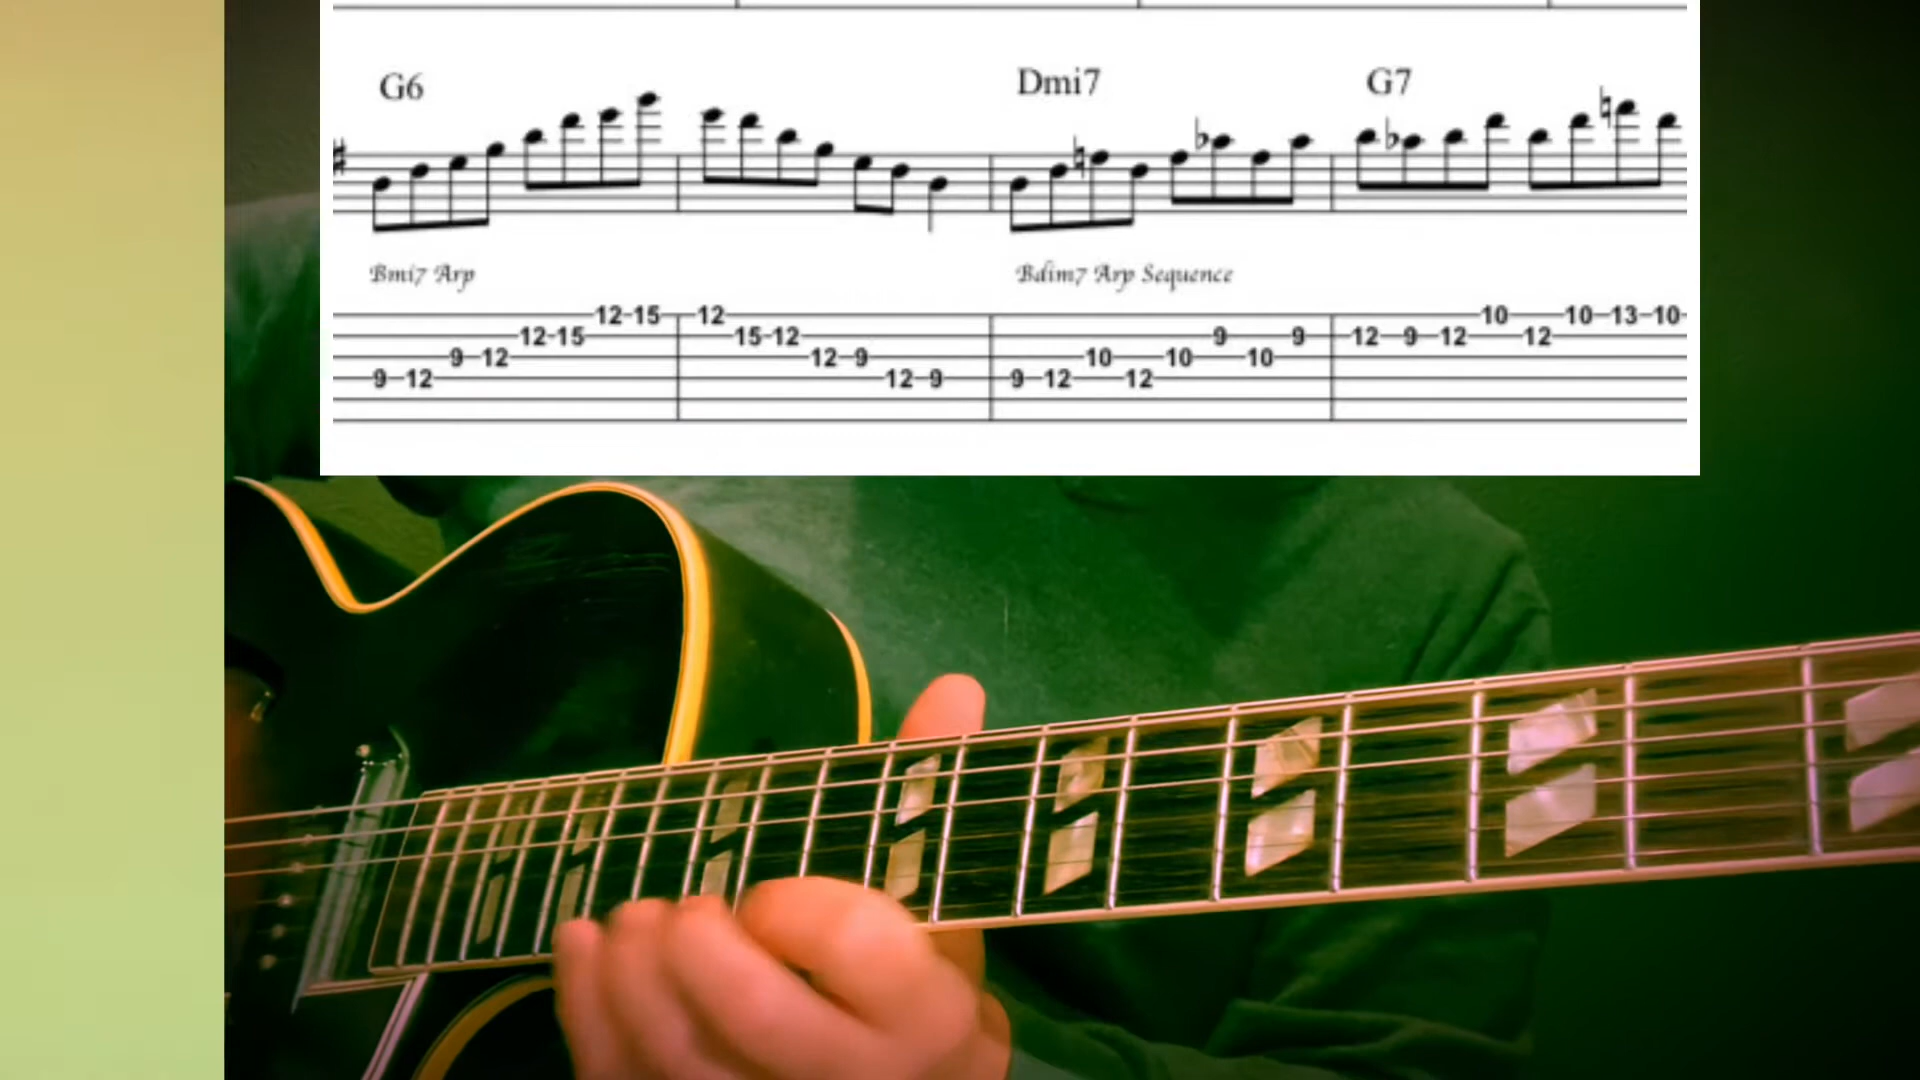 G6 Dmi7 G7
Bmi7 Arp Bdim7 Arp Sequence
12 15 12 10 10 13 10
12 15 15 12 9 9 12 9 12 12
9 12 12 9 10 10 10
9 12 12 9 9 12 12